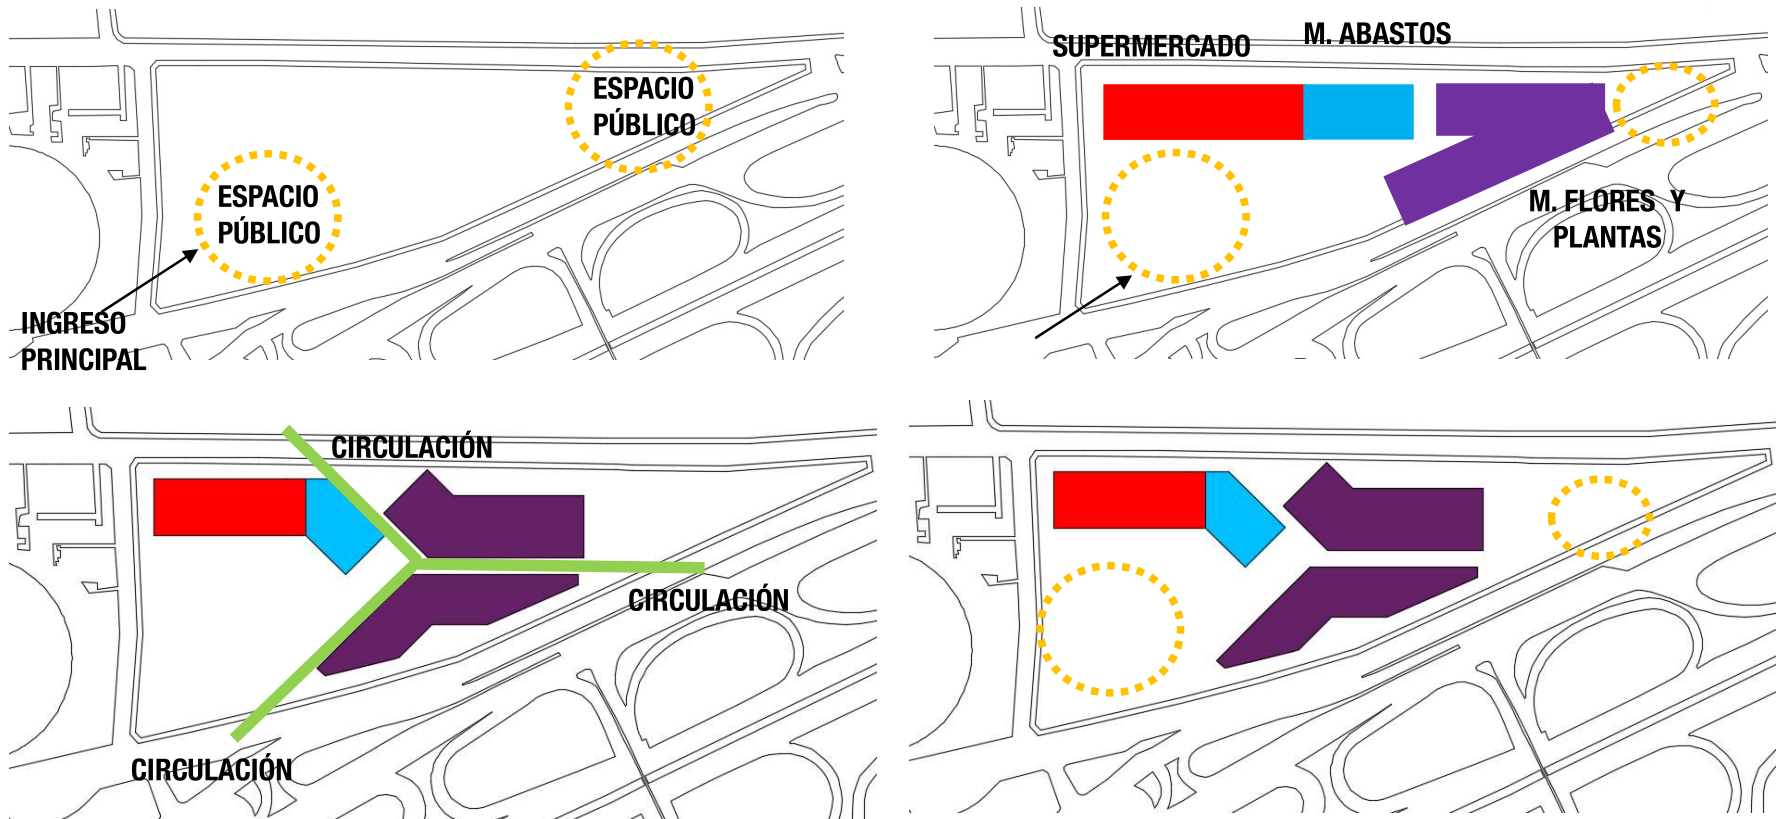 ESPACIO
PÚBLICO
ESPACIO
PÚBLICO
INGRESO
PRINCIPAL
SUPERMERCADO
M. ABASTOS
M. FLORES Y
PLANTAS
CIRCULACIÓN
CIRCULACIÓN
CIRCULACIÓN